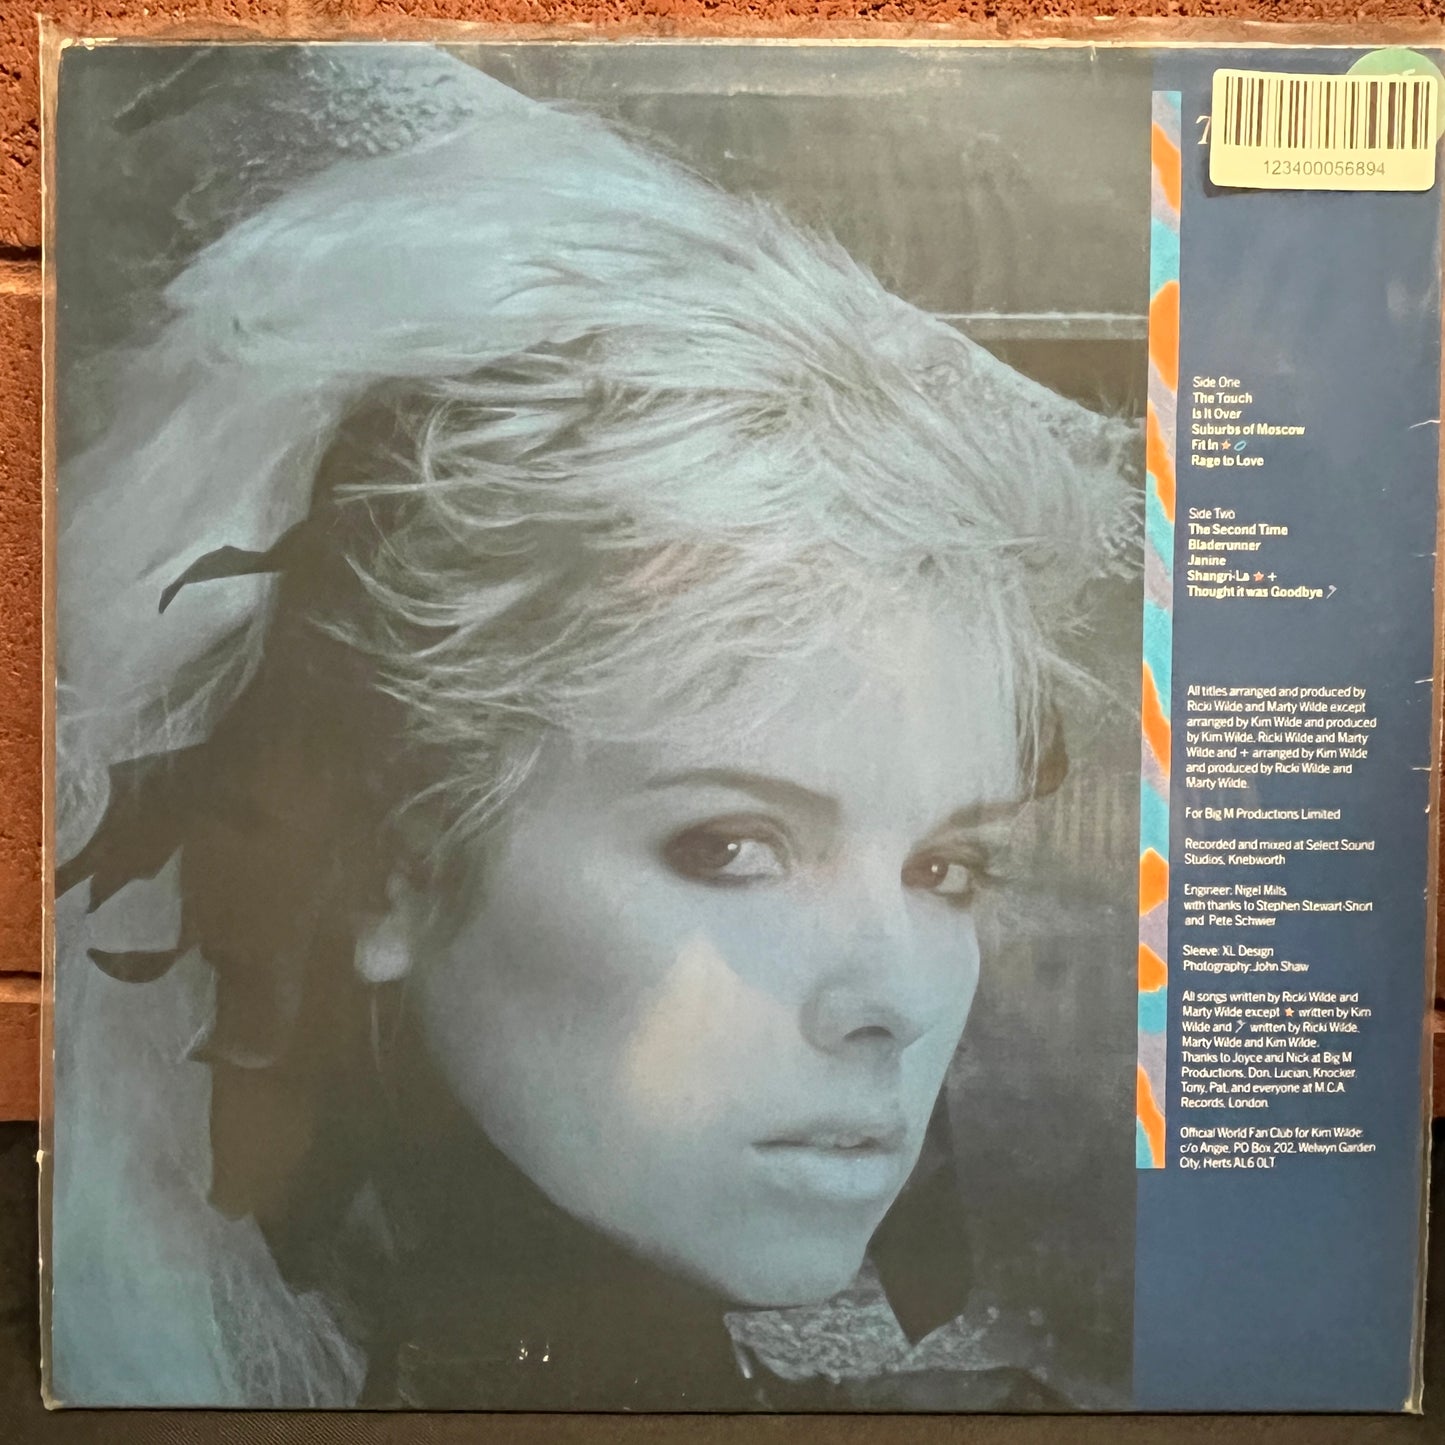 T
123400056894
Side One
The Touch
Is It Over
Suburbs of Moscow
Fit In
Rage to Love
Side Two
The Second Time
Bladerunner
Janine
Shangri-La +
Thought it was Goodbye
All titles arranged and produced by
Ricki Wilde and Marty Wilde except
arranged by Kim Wilde and produced
by Kim Wilde, Ricki Wilde and Marty
Wilde and + arranged by Kim Wilde
and produced by Ricki Wilde and
Marty Wilde.
For Big M Productions Limited
Recorded and mixed at Select Sound
Studios, Knebworth
Engineer: Nigel Mills
with thanks to Stephen Stewart-Short
and Pete Schwier
Sleeve: XL Design
Photography: John Shaw
All songs written by Ricki Wilde and
Marty Wilde except ★ written by Kim
Wilde and written by Ricki Wilde,
Marty Wilde and Kim Wilde.
Thanks to Joyce and Nick at Big M
Productions, Don, Lucian, Knocker,
Tony, Pat, and everyone at M.C.A
Records, London
Official World Fan Club for Kim Wilde:
c/o Angie, PO Box 202, Welwyn Garden
City, Herts AL6 0LT